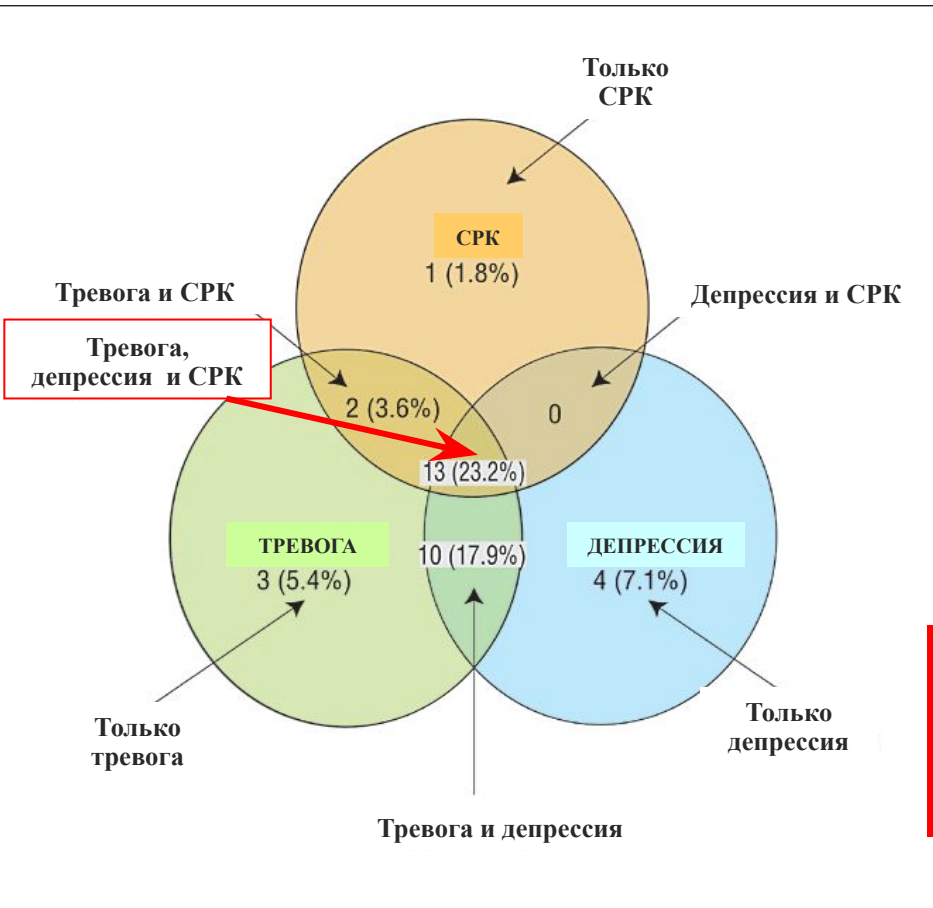 Только
СРК
СРК
1 (1.8%)
Тревога и СРК
Депрессия и СРК
Тревога,
депрессия и СРК
2 (3.6%)
0
13 (23.2%)
ТРЕВОГА
3 (5.4%)
10 (17.9%)
ДЕПРЕССИЯ
4 (7.1%)
Только
тревога
Только
депрессия
Тревога и депрессия